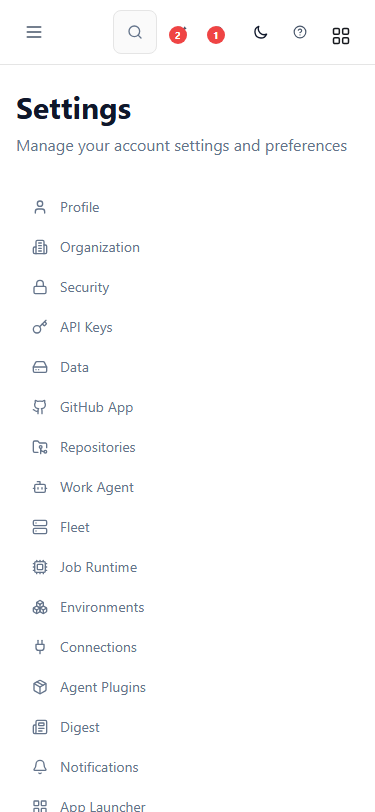 2
1
Settings
Manage your account settings and preferences
Profile
Organization
Security
API Keys
Data
GitHub App
Repositories
Work Agent
Fleet
Job Runtime
Environments
Connections
Agent Plugins
Digest
Notifications
App Launcher